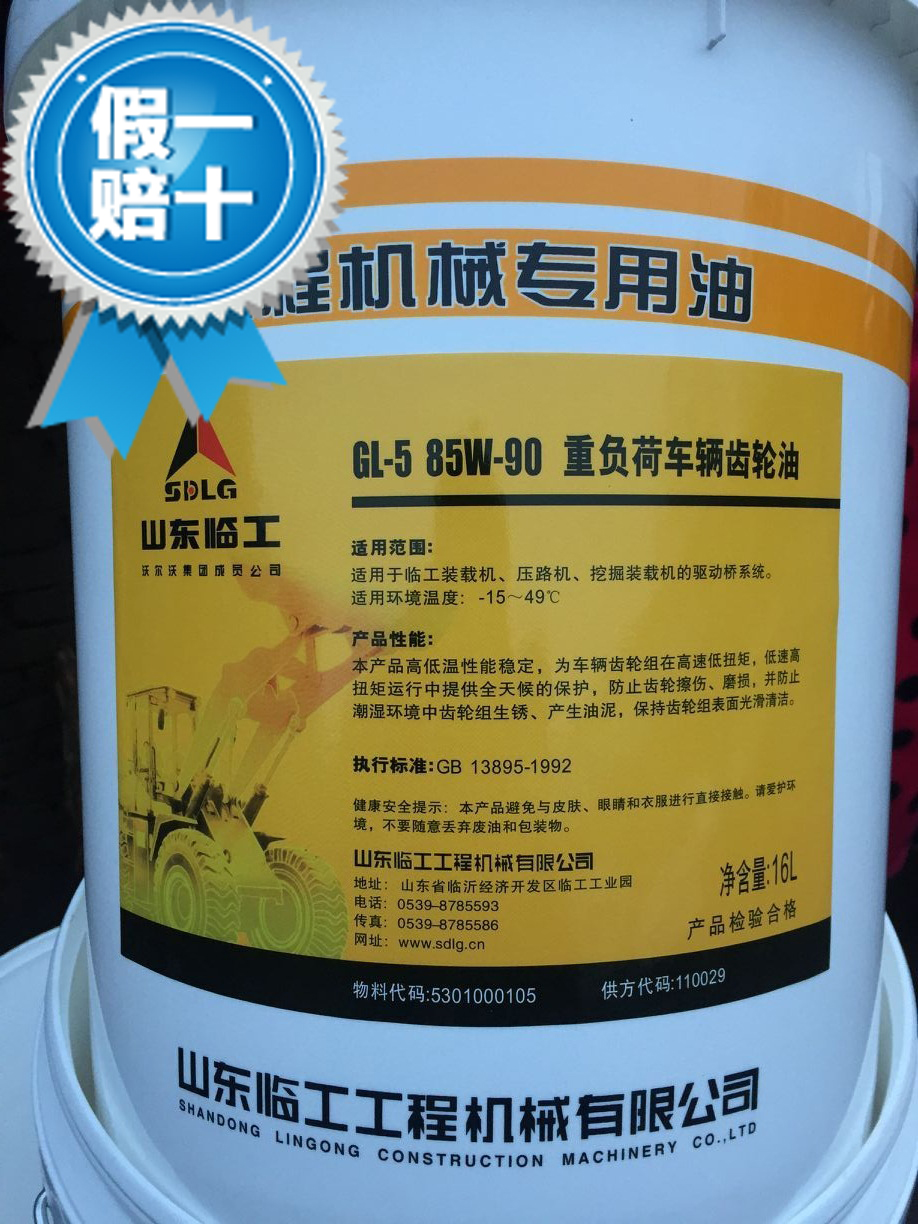 假一
赔十
程机械专用油
SDLG
山东临工
沃尔沃集团成员公司
GL-5 85W-90 重负荷车辆齿轮油
适用范围:
适用于临工装载机、压路机、挖掘装载机的驱动桥系统。
适用环境温度: -15～49℃
产品性能:
本产品高低温性能稳定，为车辆齿轮组在高速低扭矩，低速高
扭矩运行中提供全天候的保护，防止齿轮擦伤、磨损，并防止
潮湿环境中齿轮组生锈、产生油泥，保持齿轮组表面光滑清洁。
执行标准:GB 13895-1992
健康安全提示: 本产品避免与皮肤、眼睛和衣服进行直接接触。请爱护环
境，不要随意丢弃废油和包装物。
山东临工工程机械有限公司
地址: 山东省临沂经济开发区临工工业园
电话: 0539-8785593
传真: 0539-8785586
网址: www.sdlg.cn
净含量:16L
产品检验合格
物料代码:5301000105 供方代码:110029
山东临工工程机械有限公司
SHANDONG LINGONG CONSTRUCTION MACHINERY CO.,LTD